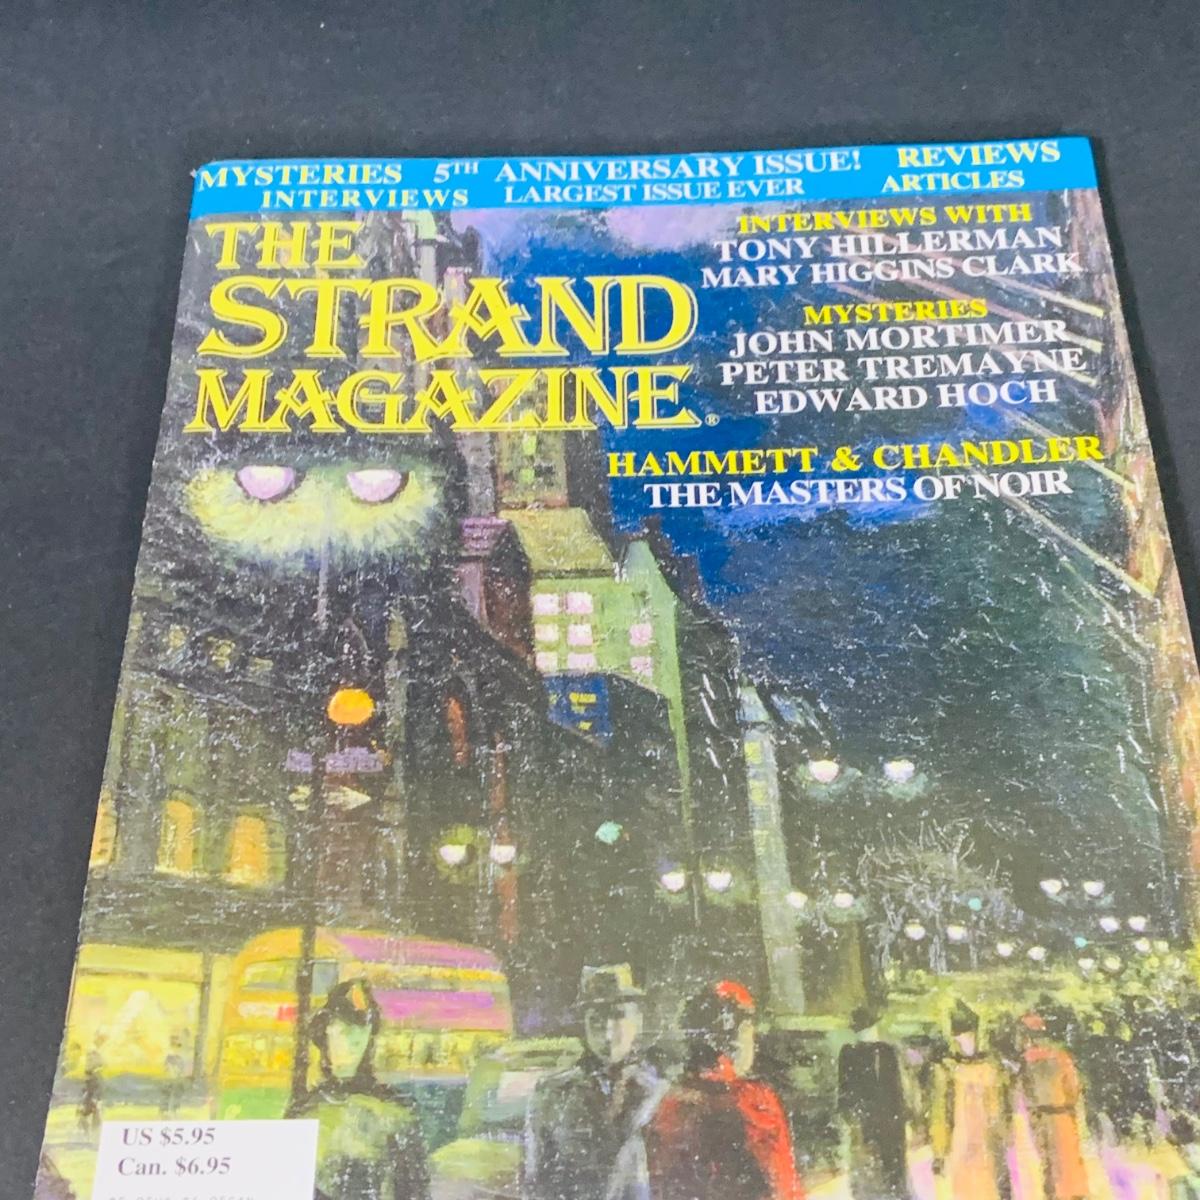 MYSTERIES 5TH ANNIVERSARY ISSUE! REVIEWS
INTERVIEWS LARGEST ISSUE EVER ARTICLES
THE
STRAND
MAGAZINE®
INTERVIEWS WITH
TONY HILLERMAN
MARY HIGGINS CLARK
MYSTERIES
JOHN MORTIMER
PETER TREMAYNE
EDWARD HOCH
HAMMETT & CHANDLER
THE MASTERS OF NOIR
US $5.95
Can. $6.95